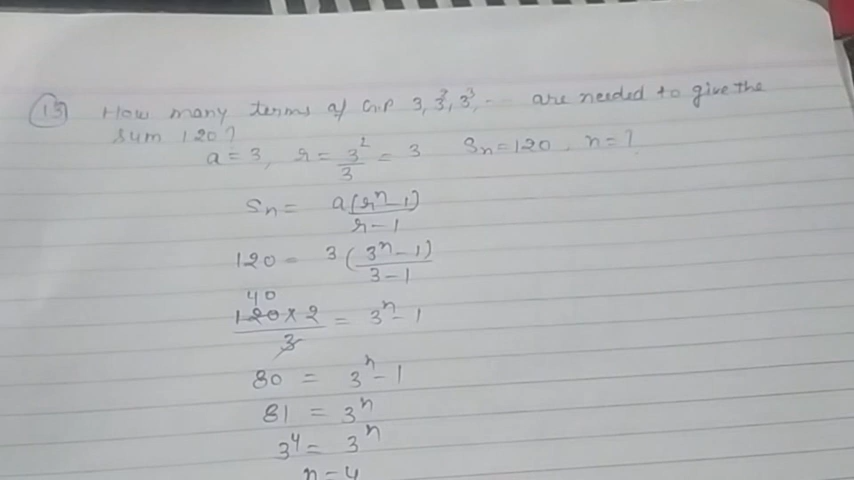 (13) How many terms of G.P 3, 3², 3³, ... are needed to give the
sum 120?
a = 3, r = 3²/3 = 3 Sn = 120, n = ?
Sn = a(rⁿ-1)/r-1
120 = 3(3ⁿ-1)/3-1
40
120×2/3 = 3ⁿ-1
80 = 3ⁿ-1
81 = 3ⁿ
3⁴ = 3ⁿ
n = 4